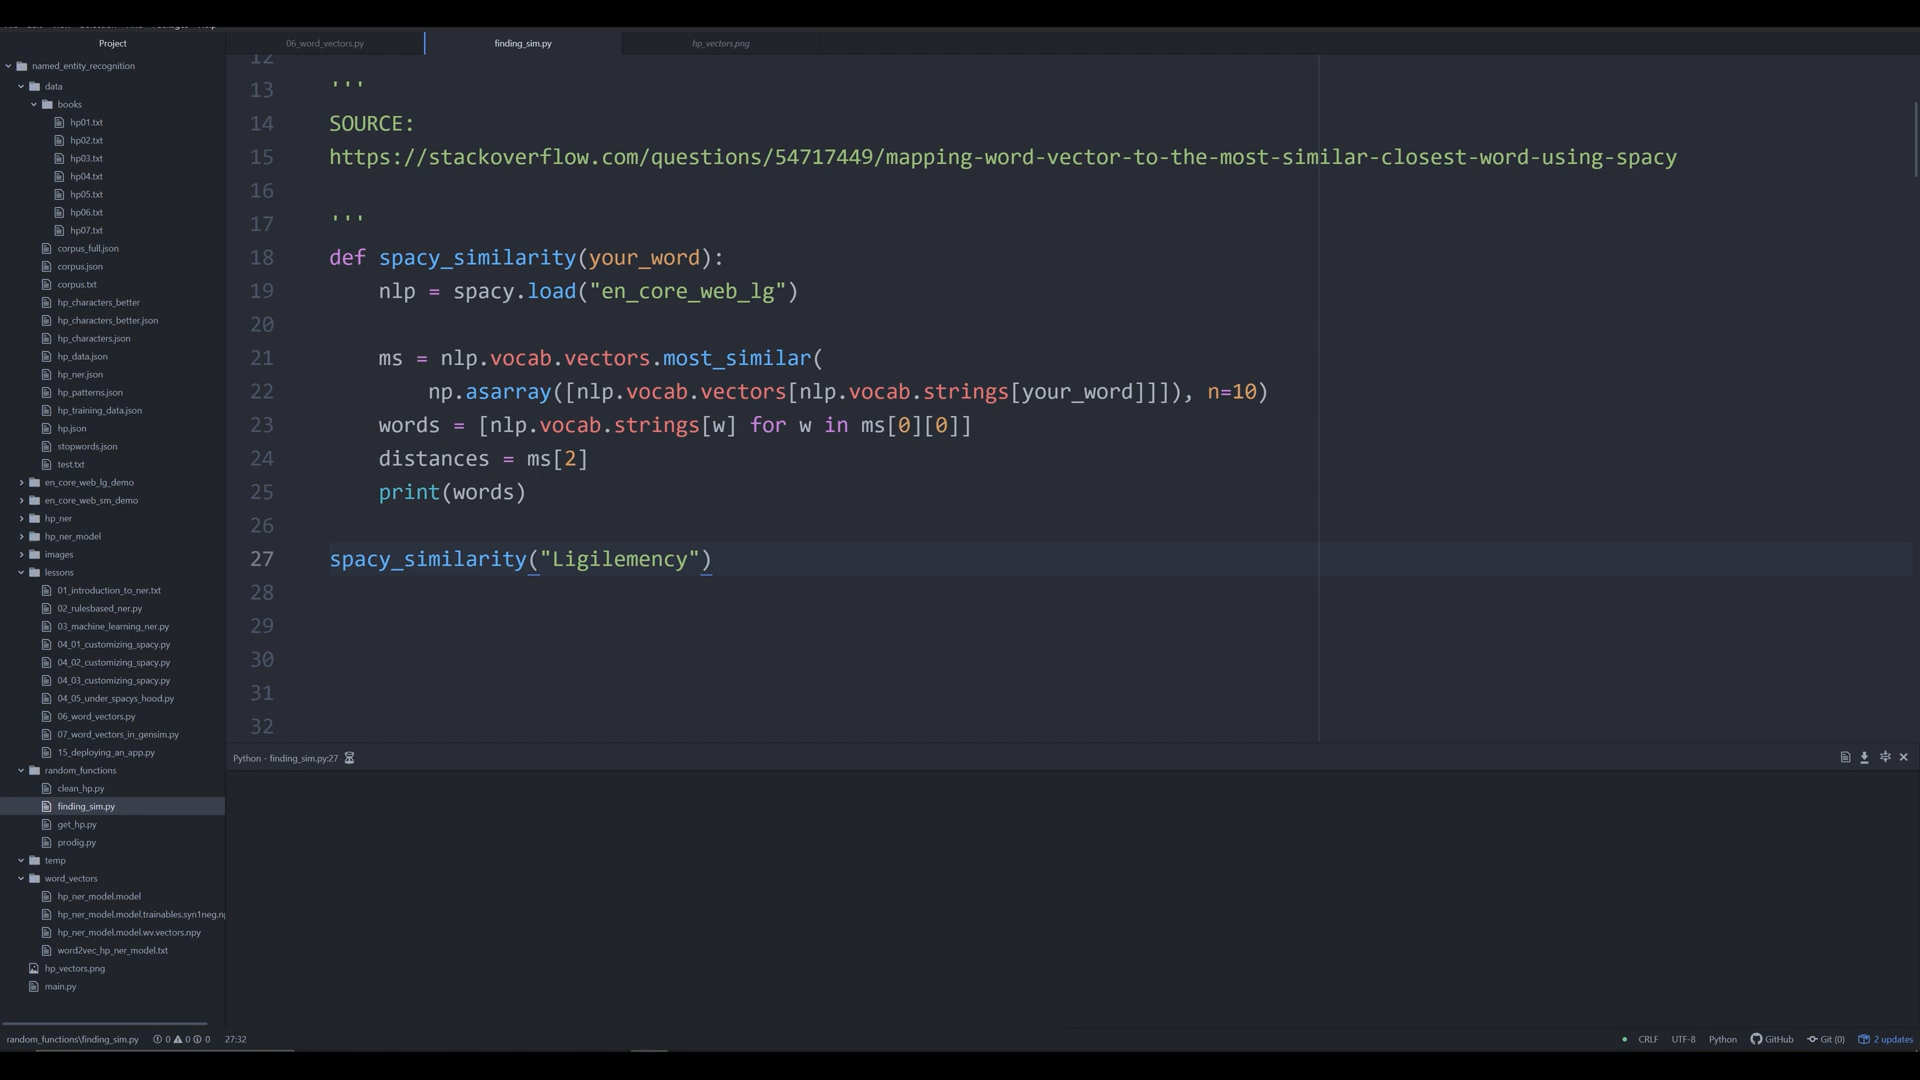 Project
06_word_vectors.py
finding_sim.py
hp_vectors.png
named_entity_recognition
data
books
hp01.txt
hp02.txt
hp03.txt
hp04.txt
hp05.txt
hp06.txt
hp07.txt
corpus_full.json
corpus.json
corpus.txt
hp_characters_better
hp_characters_better.json
hp_characters.json
hp_data.json
hp_ner.json
hp_patterns.json
hp_training_data.json
hp.json
stopwords.json
test.txt
en_core_web_lg_demo
en_core_web_sm_demo
hp_ner
hp_ner_model
images
lessons
01_introduction_to_ner.txt
02_rulesbased_ner.py
03_machine_learning_ner.py
04_01_customizing_spacy.py
04_02_customizing_spacy.py
04_03_customizing_spacy.py
04_05_under_spacys_hood.py
06_word_vectors.py
07_word_vectors_in_gensim.py
15_deploying_an_app.py
random_functions
clean_hp.py
finding_sim.py
get_hp.py
prodig.py
temp
word_vectors
hp_ner_model.model
hp_ner_model.model.trainables.syn1neg.n
hp_ner_model.model.wv.vectors.npy
word2vec_hp_ner_model.txt
hp_vectors.png
main.py
12
13 '''
14 SOURCE:
15 https://stackoverflow.com/questions/54717449/mapping-word-vector-to-the-most-similar-closest-word-using-spacy
16
17 '''
18 def spacy_similarity(your_word):
19 nlp = spacy.load("en_core_web_lg")
20
21 ms = nlp.vocab.vectors.most_similar(
22 np.asarray([nlp.vocab.vectors[nlp.vocab.strings[your_word]]]), n=10)
23 words = [nlp.vocab.strings[w] for w in ms[0][0]]
24 distances = ms[2]
25 print(words)
26
27 spacy_similarity("Ligilemency")
28
29
30
31
32
Python - finding_sim.py:27
random_functions\finding_sim.py 0 0 0 27:32
CRLF UTF-8 Python GitHub Git (0) 2 updates